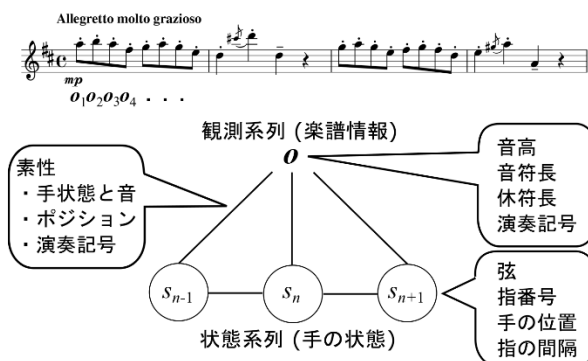 Allegretto molto grazioso
mp
o1o2o3o4 . . .
観測系列 (楽譜情報)
o
素性
・手状態と音
・ポジション
・演奏記号
音高
音符長
休符長
演奏記号
sn-1
sn
sn+1
状態系列 (手の状態)
弦
指番号
手の位置
指の間隔